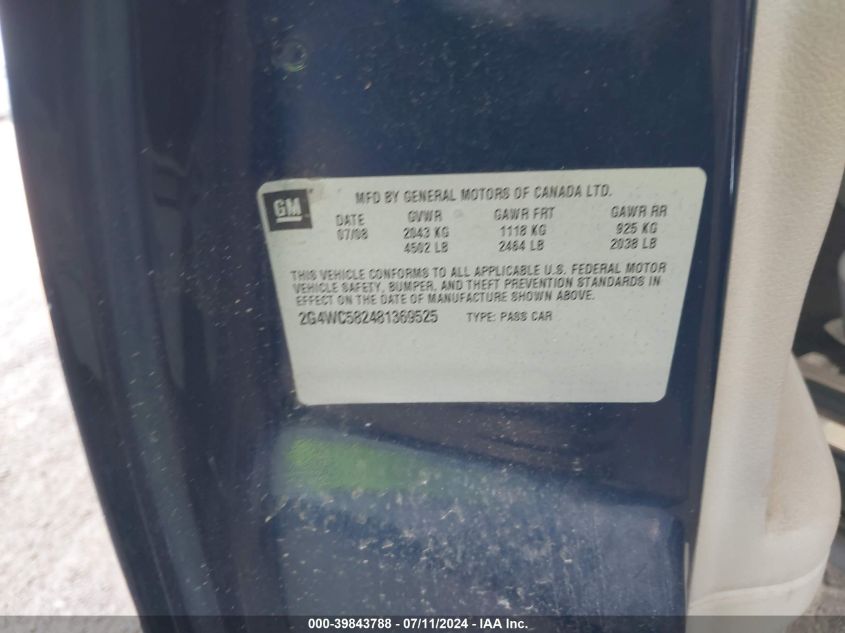 GM
MFD BY GENERAL MOTORS OF CANADA LTD.
DATE GVWR GAWR FRT GAWR RR
07/08 2043 KG 1118 KG 925 KG
4502 LB 2464 LB 2038 LB
THIS VEHICLE CONFORMS TO ALL APPLICABLE U.S. FEDERAL MOTOR
VEHICLE SAFETY, BUMPER, AND THEFT PREVENTION STANDARDS IN
EFFECT ON THE DATE OF MANUFACTURE SHOWN ABOVE.
2G4WC582481369525 TYPE: PASS CAR
000-39843788 - 07/11/2024 - IAA Inc.